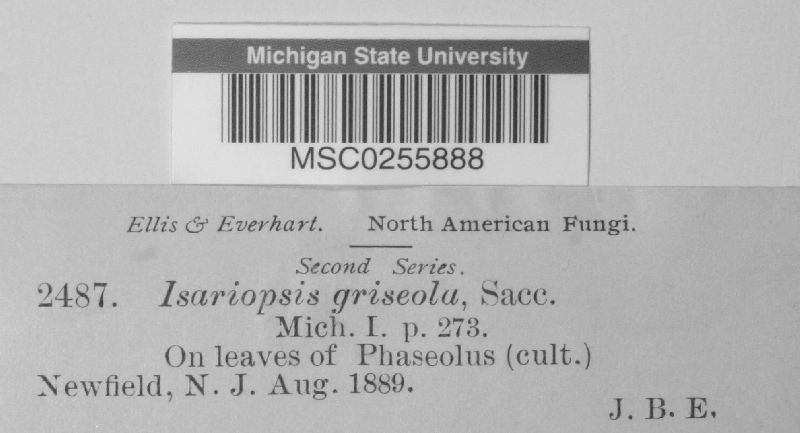 Michigan State University
MSC0255888
Ellis & Everhart. North American Fungi.
Second Series.
2487. Isariopsis griseola, Sacc.
Mich. I. p. 273.
On leaves of Phaseolus (cult.)
Newfield, N. J. Aug. 1889.
J. B. E.